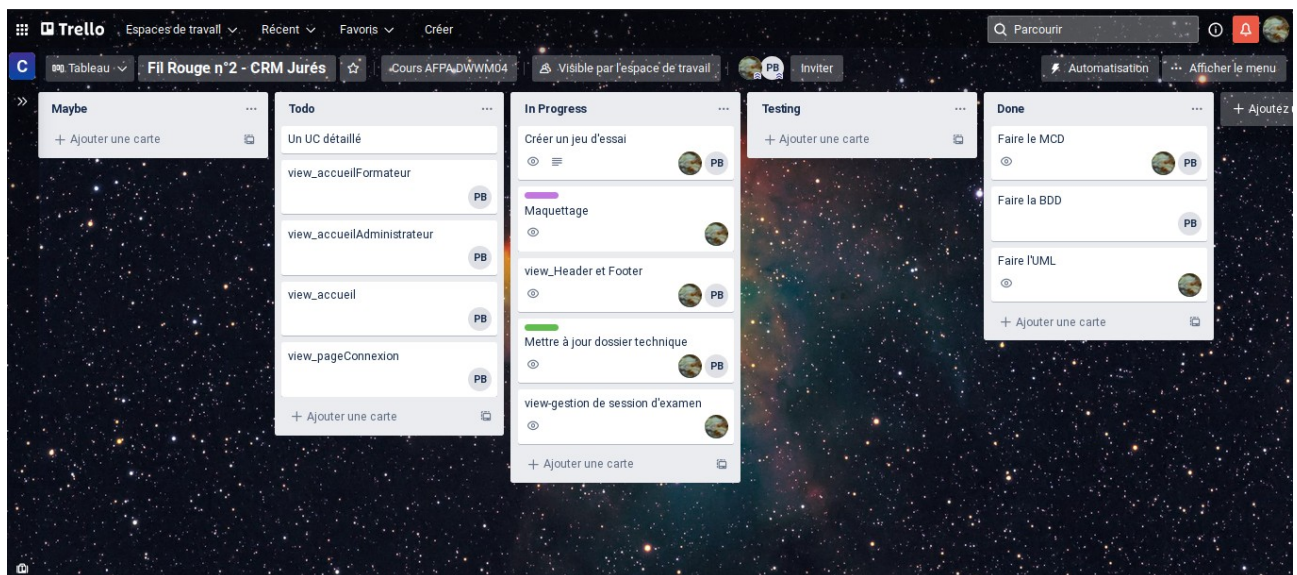 Trello Espaces de travail Récent Favoris Créer Parcourir
C Tableau Fil Rouge n°2 - CRM Jurés Cours AFPA DWWM04 Visible par l'espace de travail PB Inviter Automatisation ... Afficher le menu
Maybe
+ Ajouter une carte
Todo
Un UC détaillé
view_accueilFormateur
PB
view_accueilAdministrateur
PB
view_accueil
PB
view_pageConnexion
PB
+ Ajouter une carte
In Progress
Créer un jeu d'essai
PB
Maquettage
view_Header et Footer
PB
Mettre à jour dossier technique
PB
view-gestion de session d'examen
+ Ajouter une carte
Testing
+ Ajouter une carte
Done
Faire le MCD
PB
Faire la BDD
PB
Faire l'UML
+ Ajouter une carte
+ Ajoutez